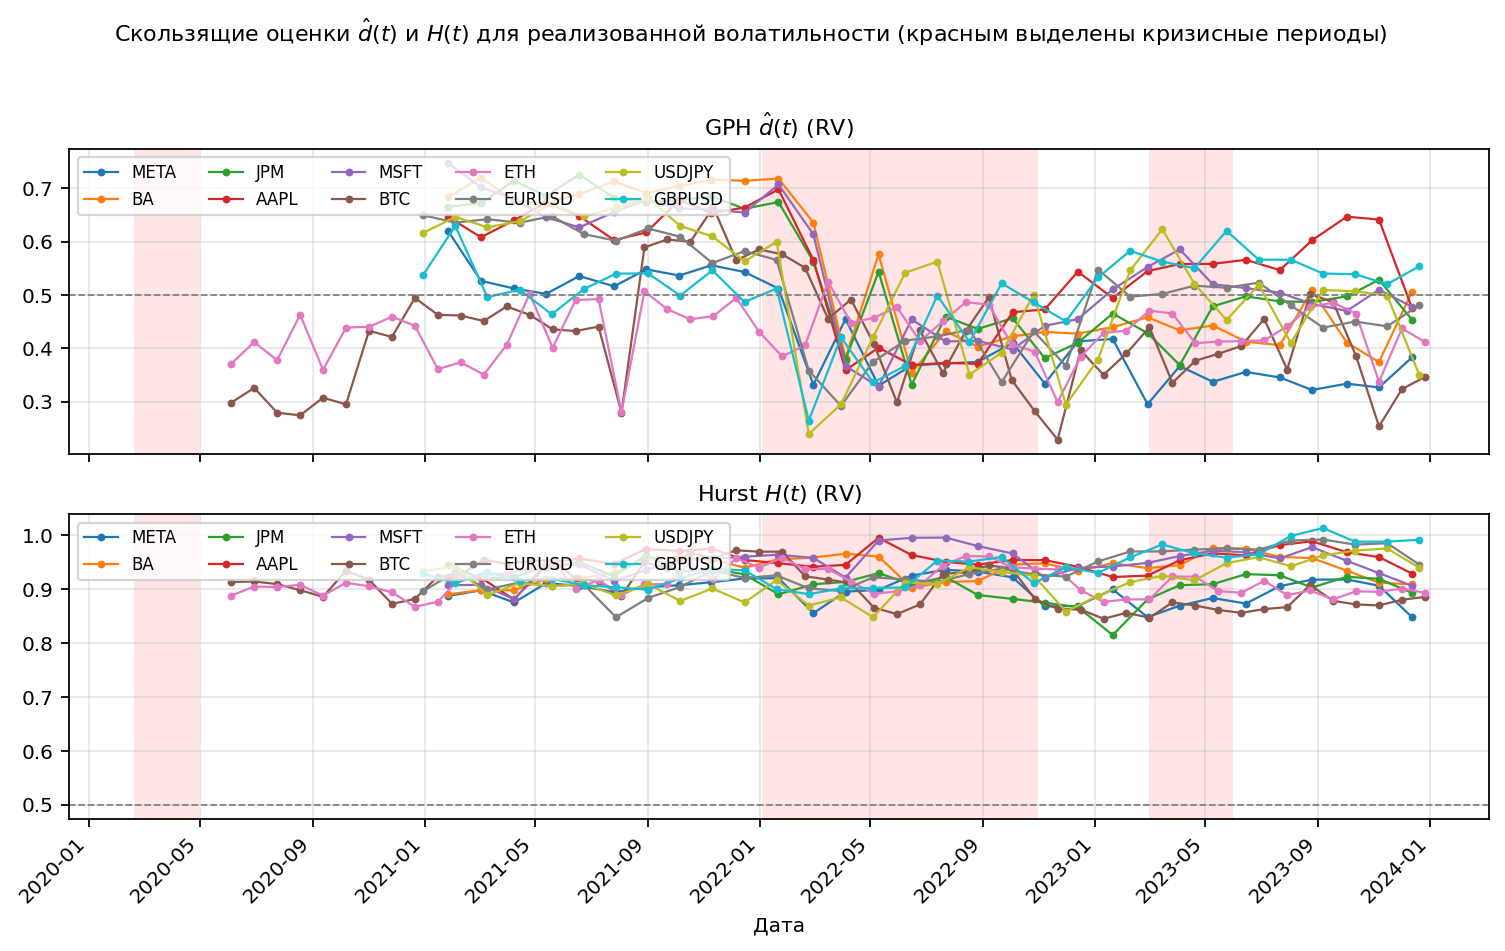 Скользящие оценки d̂(t) и H(t) для реализованной волатильности (красным выделены кризисные периоды)
GPH d̂(t) (RV)
META JPM MSFT ETH USDJPY
BA AAPL BTC EURUSD GBPUSD
0.7
0.6
0.5
0.4
0.3
Hurst H(t) (RV)
META JPM MSFT ETH USDJPY
BA AAPL BTC EURUSD GBPUSD
1.0
0.9
0.8
0.7
0.6
0.5
2020-01 2020-05 2020-09 2021-01 2021-05 2021-09 2022-01 2022-05 2022-09 2023-01 2023-05 2023-09 2024-01
Дата